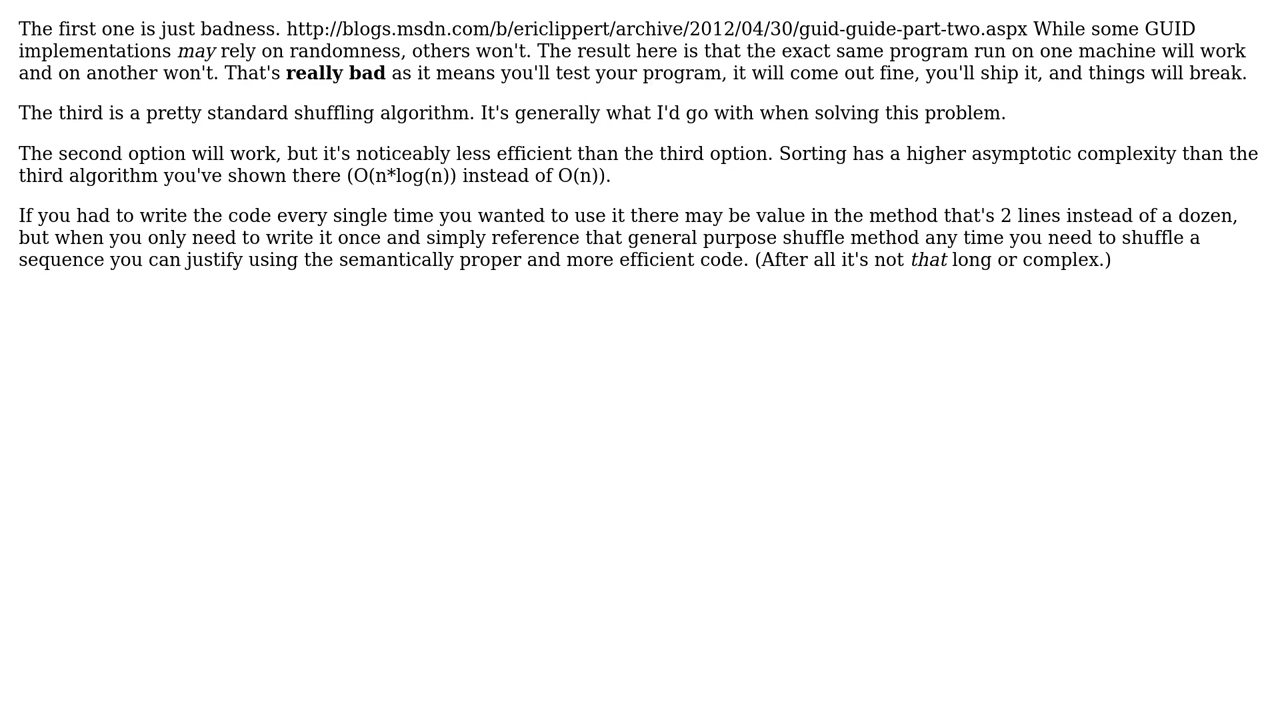 The first one is just badness. http://blogs.msdn.com/b/ericlippert/archive/2012/04/30/guid-guide-part-two.aspx While some GUID
implementations may rely on randomness, others won't. The result here is that the exact same program run on one machine will work
and on another won't. That's really bad as it means you'll test your program, it will come out fine, you'll ship it, and things will break.
The third is a pretty standard shuffling algorithm. It's generally what I'd go with when solving this problem.
The second option will work, but it's noticeably less efficient than the third option. Sorting has a higher asymptotic complexity than the
third algorithm you've shown there (O(n*log(n)) instead of O(n)).
If you had to write the code every single time you wanted to use it there may be value in the method that's 2 lines instead of a dozen,
but when you only need to write it once and simply reference that general purpose shuffle method any time you need to shuffle a
sequence you can justify using the semantically proper and more efficient code. (After all it's not that long or complex.)